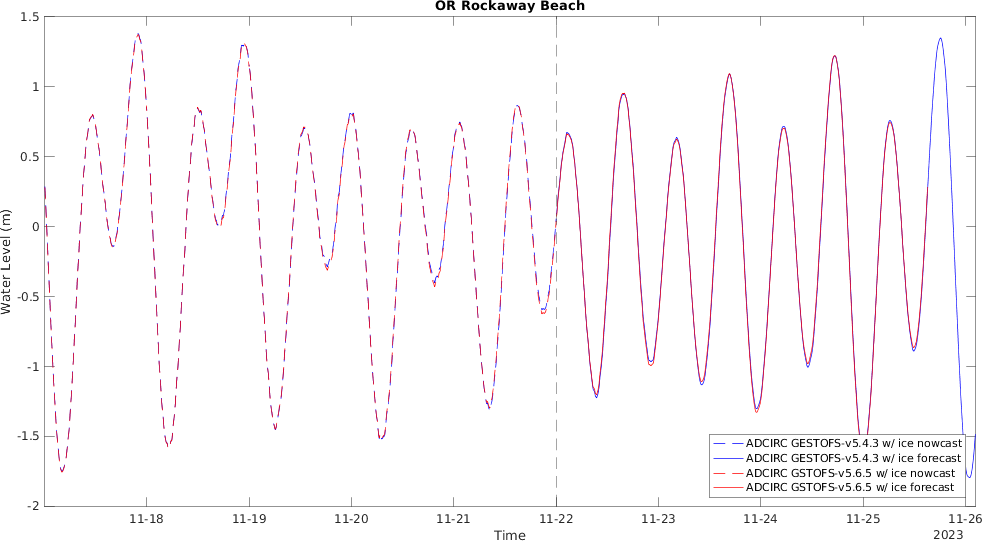 OR Rockaway Beach
1.5
1
0.5
0
-0.5
-1
-1.5
-2
Water Level (m)
ADCIRC GESTOFS-v5.4.3 w/ ice nowcast
ADCIRC GESTOFS-v5.4.3 w/ ice forecast
ADCIRC GSTOFS-v5.6.5 w/ ice nowcast
ADCIRC GSTOFS-v5.6.5 w/ ice forecast
11-18 11-19 11-20 11-21 11-22 11-23 11-24 11-25 11-26
Time 2023